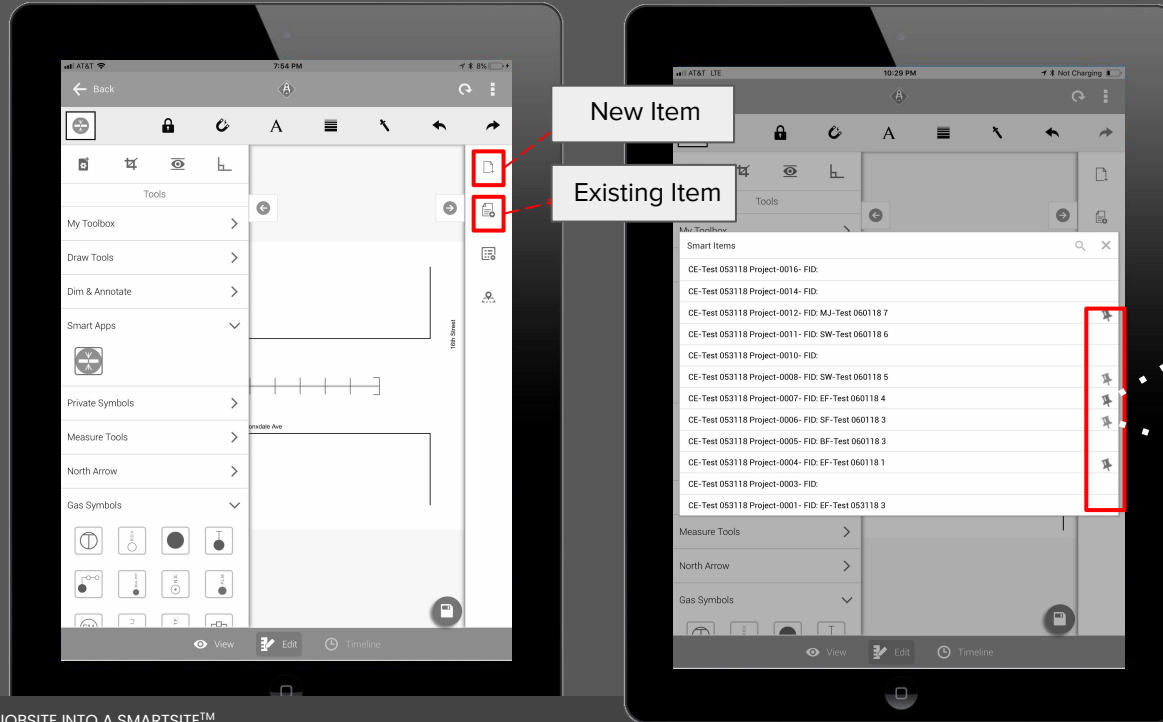 AT&T
7:54 PM
8%
Back
A
Tools
My Toolbox
Draw Tools
Dim & Annotate
Smart Apps
Private Symbols
Measure Tools
North Arrow
Gas Symbols
16th Street
onxdale Ave
View
Edit
Timeline
New Item
Existing Item
AT&T LTE
10:29 PM
Not Charging
A
Tools
My Toolbox
Smart Items
CE-Test 053118 Project-0016- FID:
CE-Test 053118 Project-0014- FID:
CE-Test 053118 Project-0012- FID: MJ-Test 060118 7
CE-Test 053118 Project-0011- FID: SW-Test 060118 6
CE-Test 053118 Project-0010- FID:
CE-Test 053118 Project-0008- FID: SW-Test 060118 5
CE-Test 053118 Project-0007- FID: EF-Test 060118 4
CE-Test 053118 Project-0006- FID: SF-Test 060118 3
CE-Test 053118 Project-0005- FID: BF-Test 060118 3
CE-Test 053118 Project-0004- FID: EF-Test 060118 1
CE-Test 053118 Project-0003- FID:
CE-Test 053118 Project-0001- FID: EF-Test 053118 3
Measure Tools
North Arrow
Gas Symbols
View
Edit
Timeline
JOBSITE INTO A SMARTSITE™